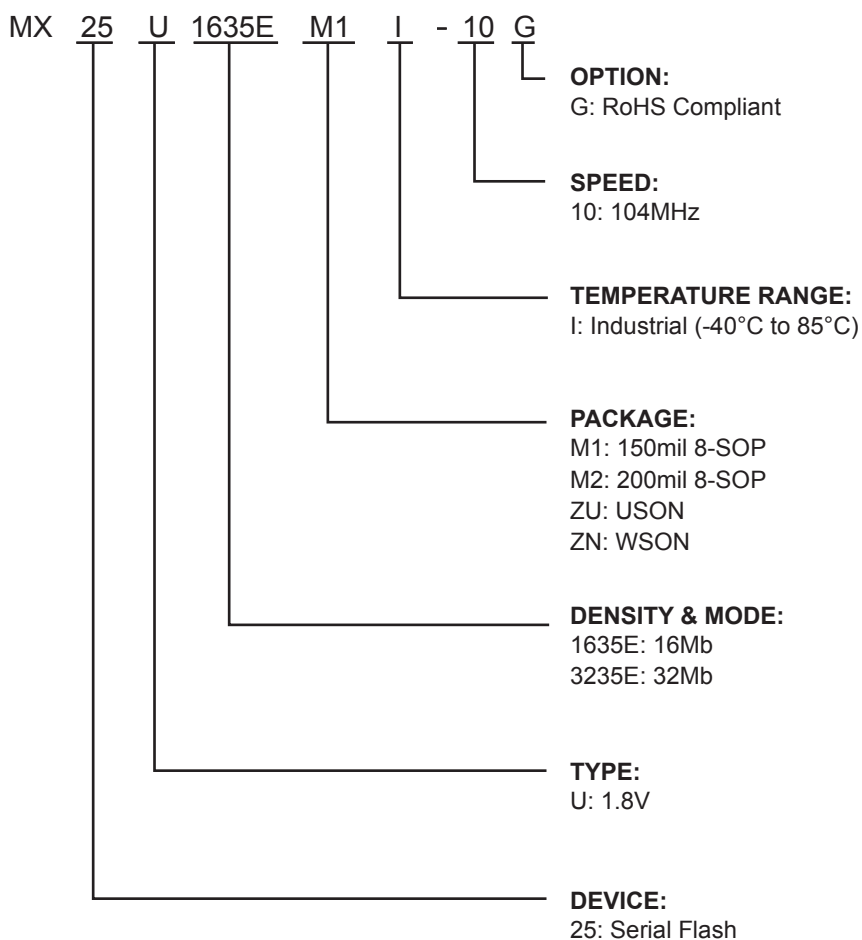 MX 25 U 1635E M1 I - 10 G
OPTION:
G: RoHS Compliant
SPEED:
10: 104MHz
TEMPERATURE RANGE:
I: Industrial (-40°C to 85°C)
PACKAGE:
M1: 150mil 8-SOP
M2: 200mil 8-SOP
ZU: USON
ZN: WSON
DENSITY & MODE:
1635E: 16Mb
3235E: 32Mb
TYPE:
U: 1.8V
DEVICE:
25: Serial Flash